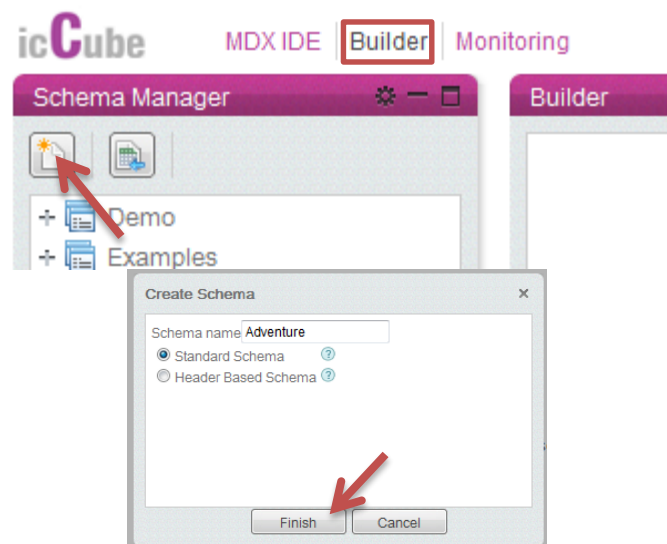 icCube MDX IDE Builder Monitoring
Schema Manager Builder
Demo
Examples
Create Schema
Schema name Adventure
Standard Schema ?
Header Based Schema ?
Finish Cancel